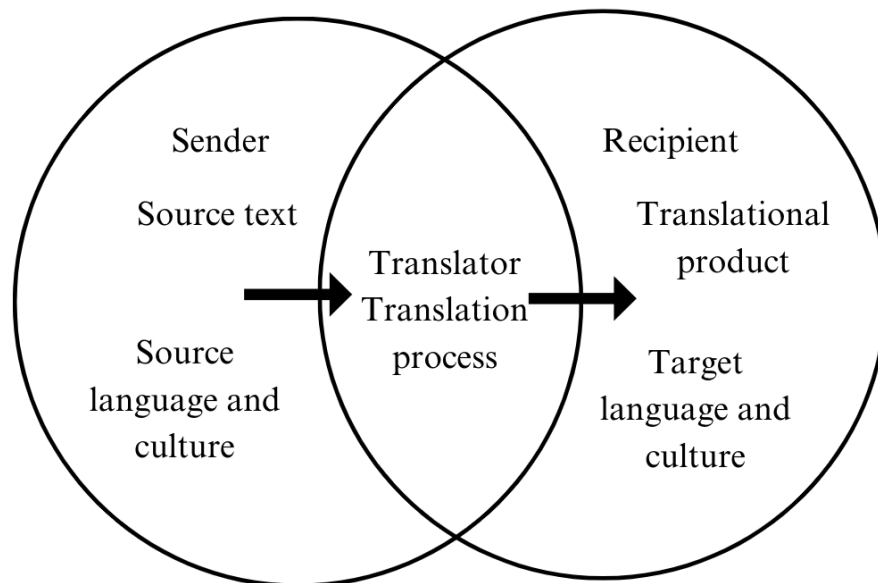 Sender
Source text
Source
language and
culture
Translator
Translation
process
Recipient
Translational
product
Target
language and
culture